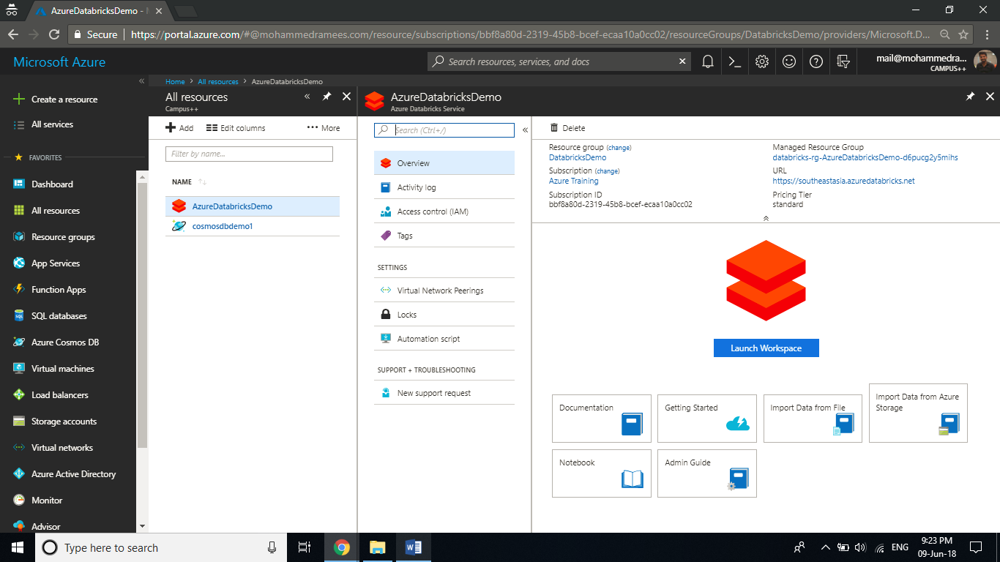 AzureDatabricksDemo - M
Secure
https://portal.azure.com/#@mohammedramees.com/resource/subscriptions/bbf8a80d-2319-45b8-bcef-ecaa10a0cc02/resourceGroups/DatabricksDemo/providers/Microsoft.D...
Microsoft Azure
Search resources, services, and docs
mail@mohammedra...
CAMPUS++
Create a resource
All services
FAVORITES
Dashboard
All resources
Resource groups
App Services
Function Apps
SQL databases
Azure Cosmos DB
Virtual machines
Load balancers
Storage accounts
Virtual networks
Azure Active Directory
Monitor
Advisor
Home > All resources > AzureDatabricksDemo
All resources
Campus++
Add
Edit columns
More
Filter by name...
NAME
AzureDatabricksDemo
cosmosdbdemo1
AzureDatabricksDemo
Azure Databricks Service
Search (Ctrl+/)
Overview
Activity log
Access control (IAM)
Tags
SETTINGS
Virtual Network Peerings
Locks
Automation script
SUPPORT + TROUBLESHOOTING
New support request
Delete
Resource group (change)
DatabricksDemo
Subscription (change)
Azure Training
Subscription ID
bbf8a80d-2319-45b8-bcef-ecaa10a0cc02
Managed Resource Group
databricks-rg-AzureDatabricksDemo-d6pucg2y5mihs
URL
https://southeastasia.azuredatabricks.net
Pricing Tier
standard
Launch Workspace
Documentation
Getting Started
Import Data from File
Import Data from Azure
Storage
Notebook
Admin Guide
Type here to search
ENG
9:23 PM
09-Jun-18